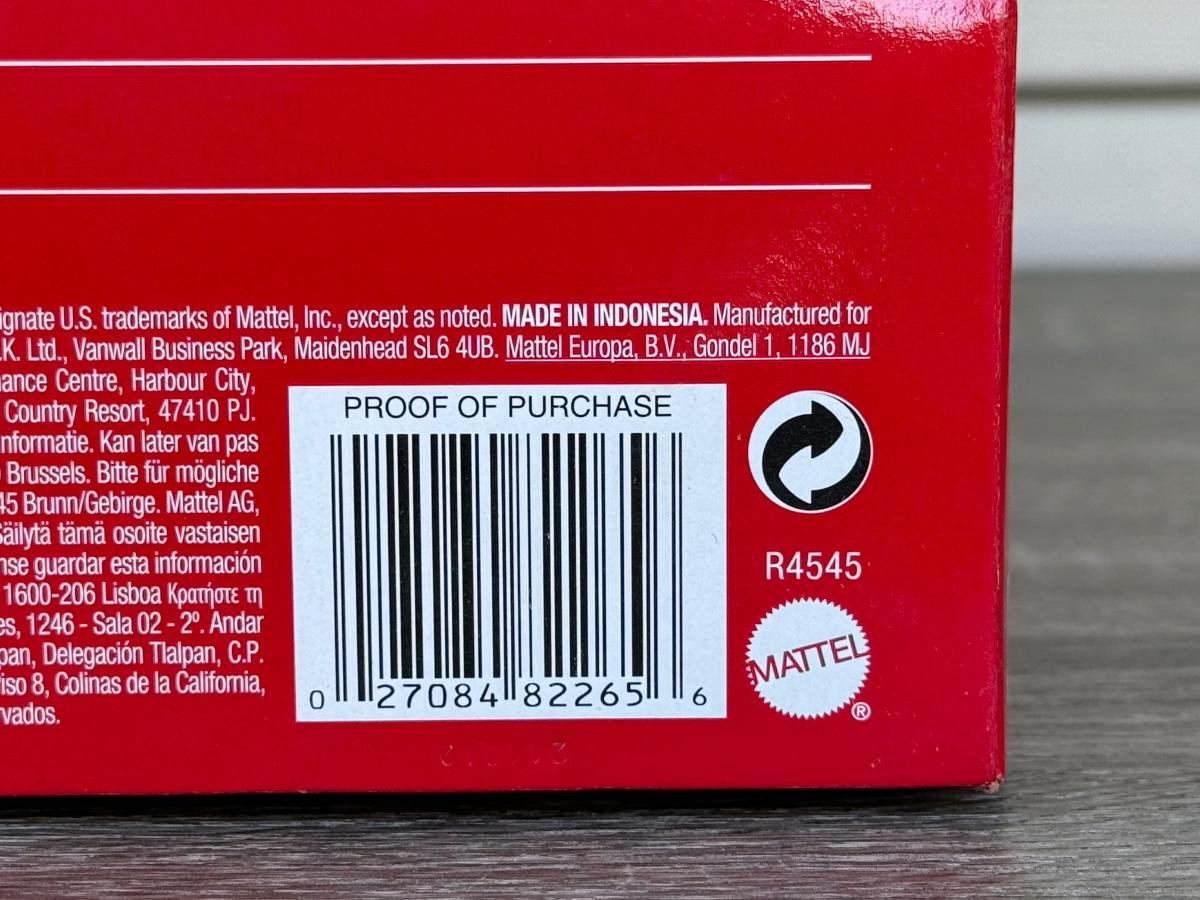 ignate U.S. trademarks of Mattel, Inc., except as noted. MADE IN INDONESIA. Manufactured for
.K. Ltd., Vanwall Business Park, Maidenhead SL6 4UB. Mattel Europa, B.V., Gondel 1, 1186 MJ
ance Centre, Harbour City,
Country Resort, 47410 PJ.
nformatie. Kan later van pas
Brussels. Bitte für mögliche
45 Brunn/Gebirge. Mattel AG,
Säilytä tämä osoite vastaisen
nse guardar esta información
1600-206 Lisboa Κρατήστε τη
es, 1246 - Sala 02 - 2º. Andar
pan, Delegación Tlalpan, C.P.
Piso 8, Colinas de la California,
rvados.
PROOF OF PURCHASE
0 27084 82265 6
R4545
MATTEL
®